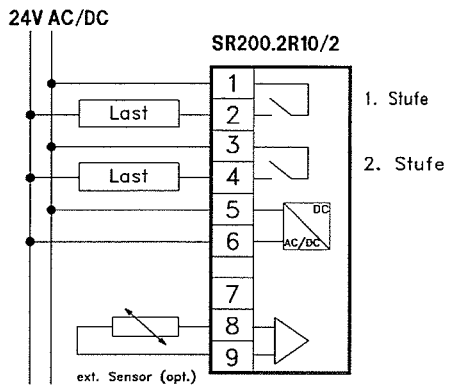 24V AC/DC
SR200.2R10/2
1
1. Stufe
Last
2
3
2. Stufe
Last
4
5
DC
AC/DC
6
7
8
9
ext. Sensor (opt.)